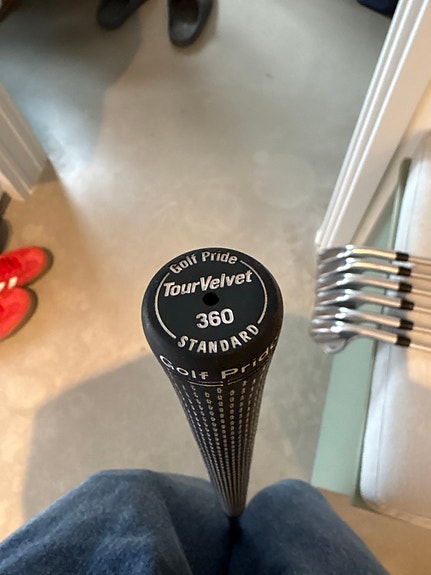 Golf Pride
TourVelvet
360
STANDARD
Golf Pride